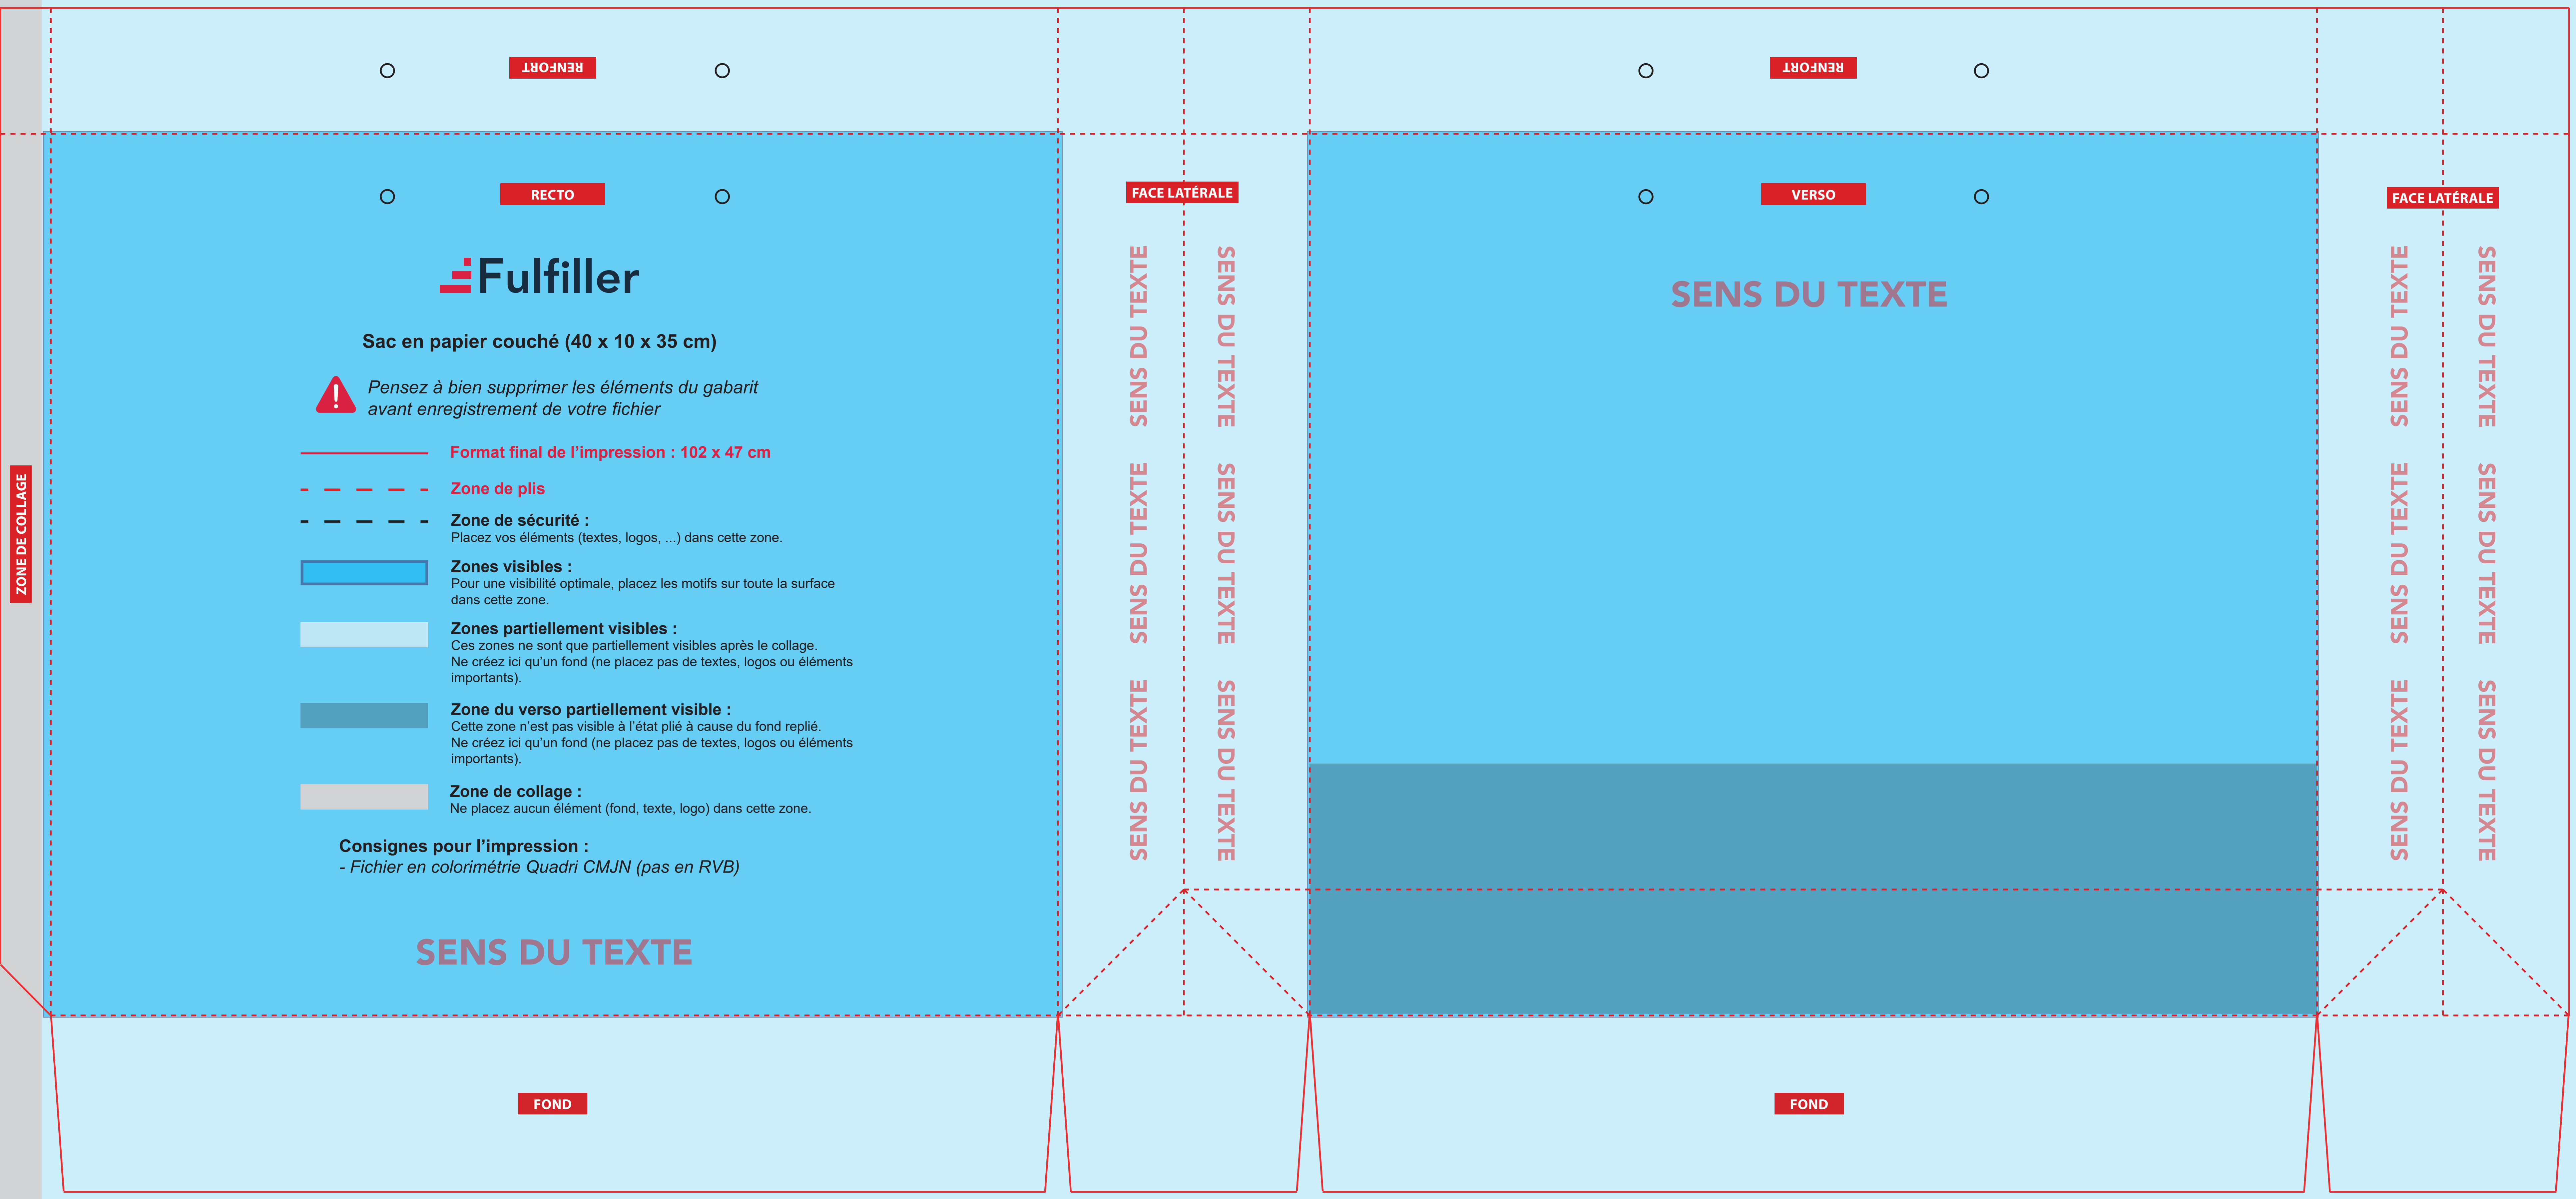 RENFORT
RENFORT
RECTO
FACE LATÉRALE
VERSO
FACE LATÉRALE
Fulfiller
Sac en papier couché (40 x 10 x 35 cm)
Pensez à bien supprimer les éléments du gabarit
avant enregistrement de votre fichier
Format final de l’impression : 102 x 47 cm
Zone de plis
Zone de sécurité :
Placez vos éléments (textes, logos, ...) dans cette zone.
Zones visibles :
Pour une visibilité optimale, placez les motifs sur toute la surface
dans cette zone.
Zones partiellement visibles :
Ces zones ne sont que partiellement visibles après le collage.
Ne créez ici qu’un fond (ne placez pas de textes, logos ou éléments
importants).
Zone du verso partiellement visible :
Cette zone n’est pas visible à l’état plié à cause du fond replié.
Ne créez ici qu’un fond (ne placez pas de textes, logos ou éléments
importants).
Zone de collage :
Ne placez aucun élément (fond, texte, logo) dans cette zone.
Consignes pour l’impression :
- Fichier en colorimétrie Quadri CMJN (pas en RVB)
SENS DU TEXTE
ZONE DE COLLAGE
SENS DU TEXTE
SENS DU TEXTE
SENS DU TEXTE
SENS DU TEXTE
SENS DU TEXTE
SENS DU TEXTE
SENS DU TEXTE
SENS DU TEXTE
SENS DU TEXTE
SENS DU TEXTE
SENS DU TEXTE
SENS DU TEXTE
SENS DU TEXTE
FOND
FOND